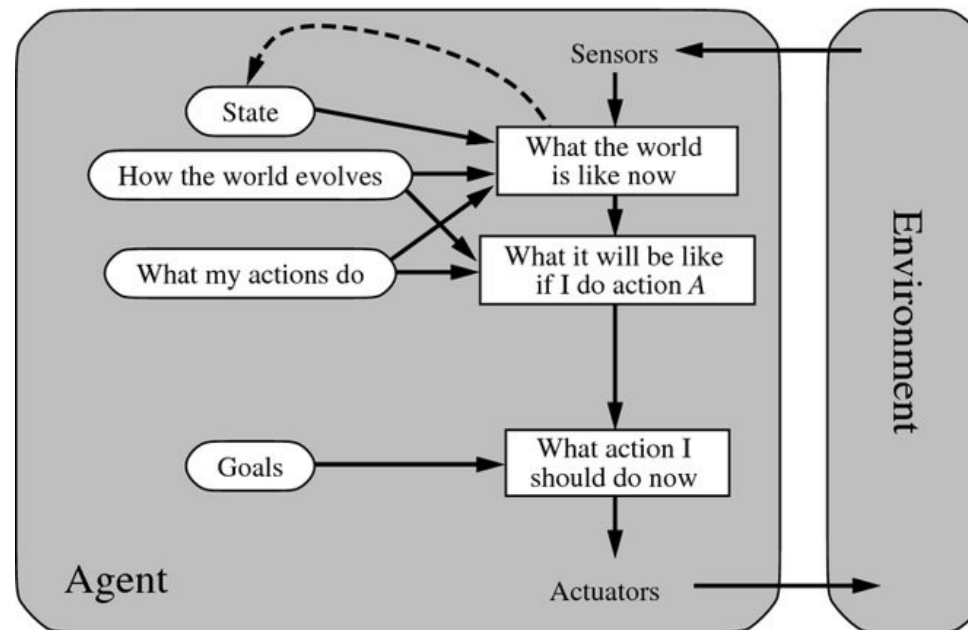 Sensors
State
What the world
is like now
How the world evolves
What it will be like
if I do action A
What my actions do
What action I
should do now
Goals
Agent
Actuators
Environment